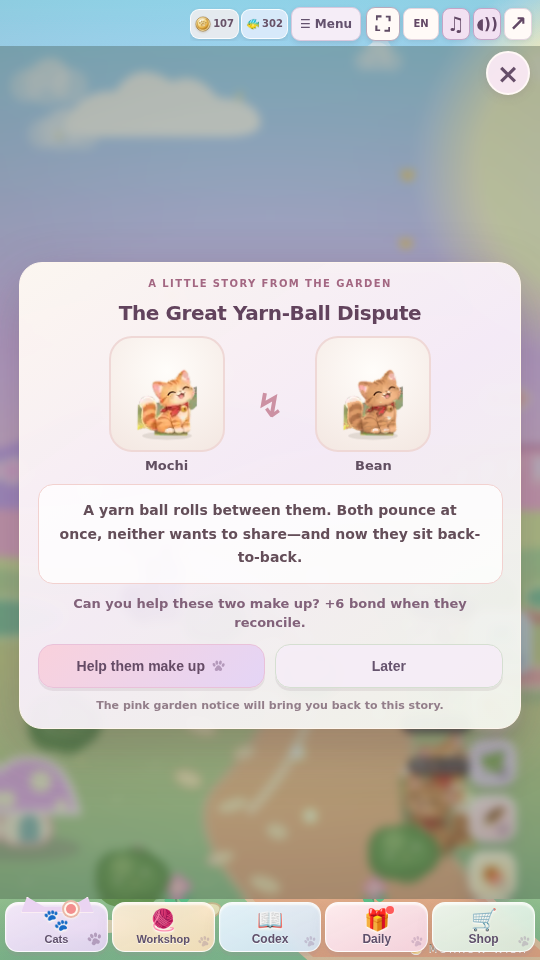 107
302
☰ Menu
EN
A LITTLE STORY FROM THE GARDEN
The Great Yarn-Ball Dispute
Mochi
Bean
A yarn ball rolls between them. Both pounce at
once, neither wants to share—and now they sit back-
to-back.
Can you help these two make up? +6 bond when they
reconcile.
Help them make up
Later
The pink garden notice will bring you back to this story.
Cats
Workshop
Codex
Daily
Shop